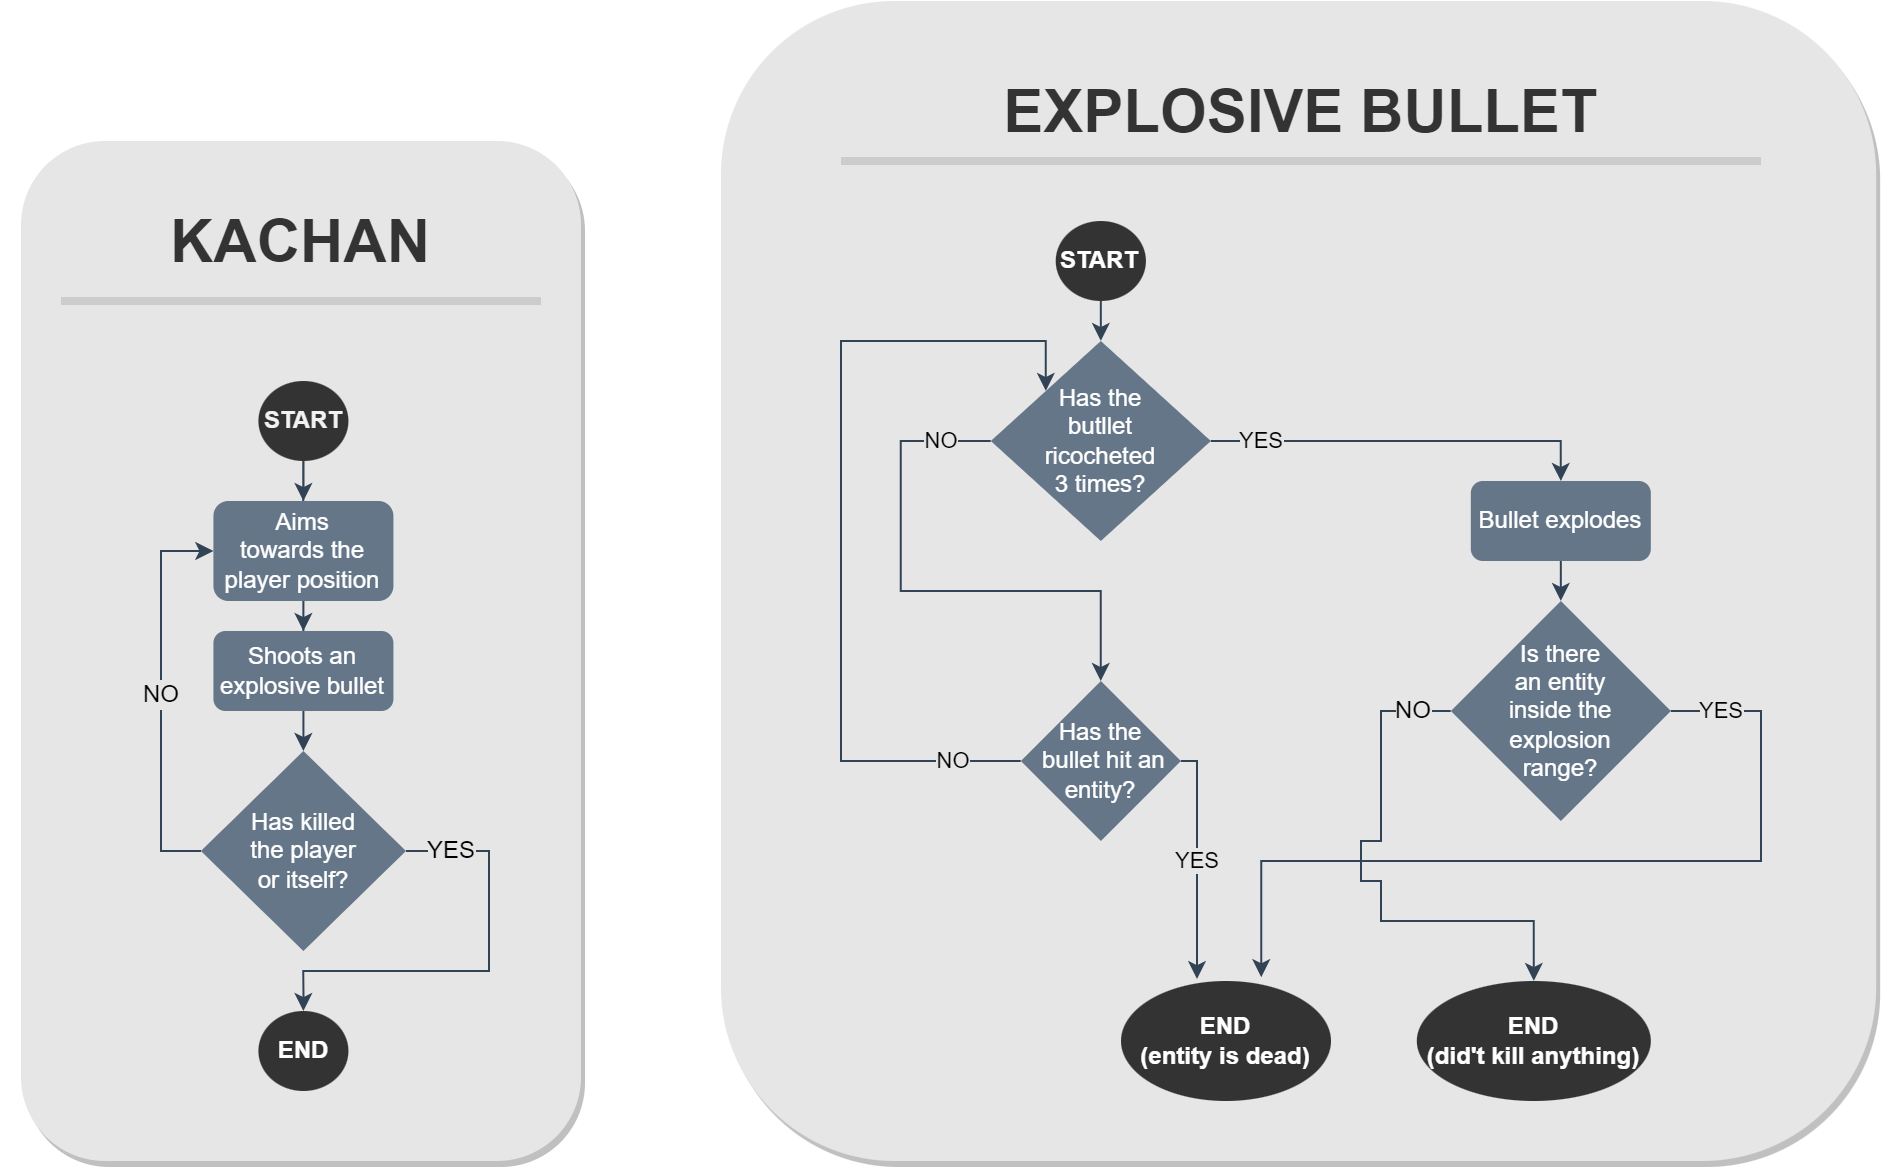 KACHAN
START
Aims
towards the
player position
Shoots an
explosive bullet
NO
Has killed
the player
or itself?
YES
END
EXPLOSIVE BULLET
START
Has the
butllet
ricocheted
3 times?
NO
YES
Bullet explodes
Is there
an entity
inside the
explosion
range?
NO
YES
Has the
bullet hit an
entity?
NO
YES
END
(entity is dead)
END
(did't kill anything)